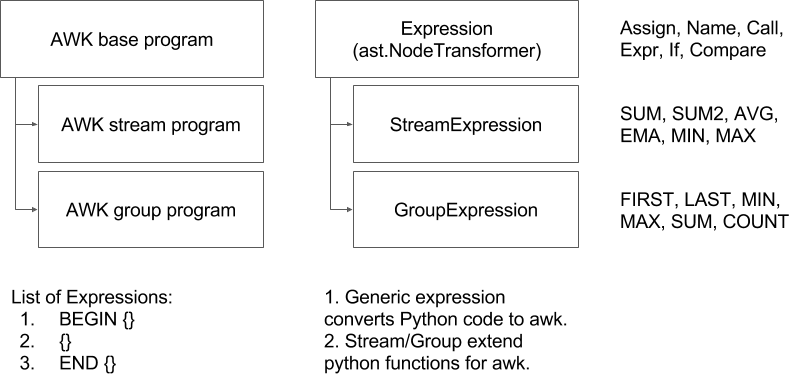 AWK base program
AWK stream program
AWK group program
Expression
(ast.NodeTransformer)
StreamExpression
GroupExpression
Assign, Name, Call,
Expr, If, Compare
SUM, SUM2, AVG,
EMA, MIN, MAX
FIRST, LAST, MIN,
MAX, SUM, COUNT
List of Expressions:
1. BEGIN {}
2. {}
3. END {}
1. Generic expression
converts Python code to awk.
2. Stream/Group extend
python functions for awk.